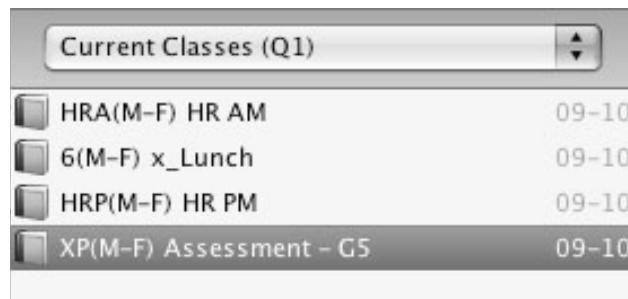 Current Classes (Q1)
HRA(M-F) HR AM 09-10
6(M-F) x_Lunch 09-10
HRP(M-F) HR PM 09-10
XP(M-F) Assessment - G5 09-10